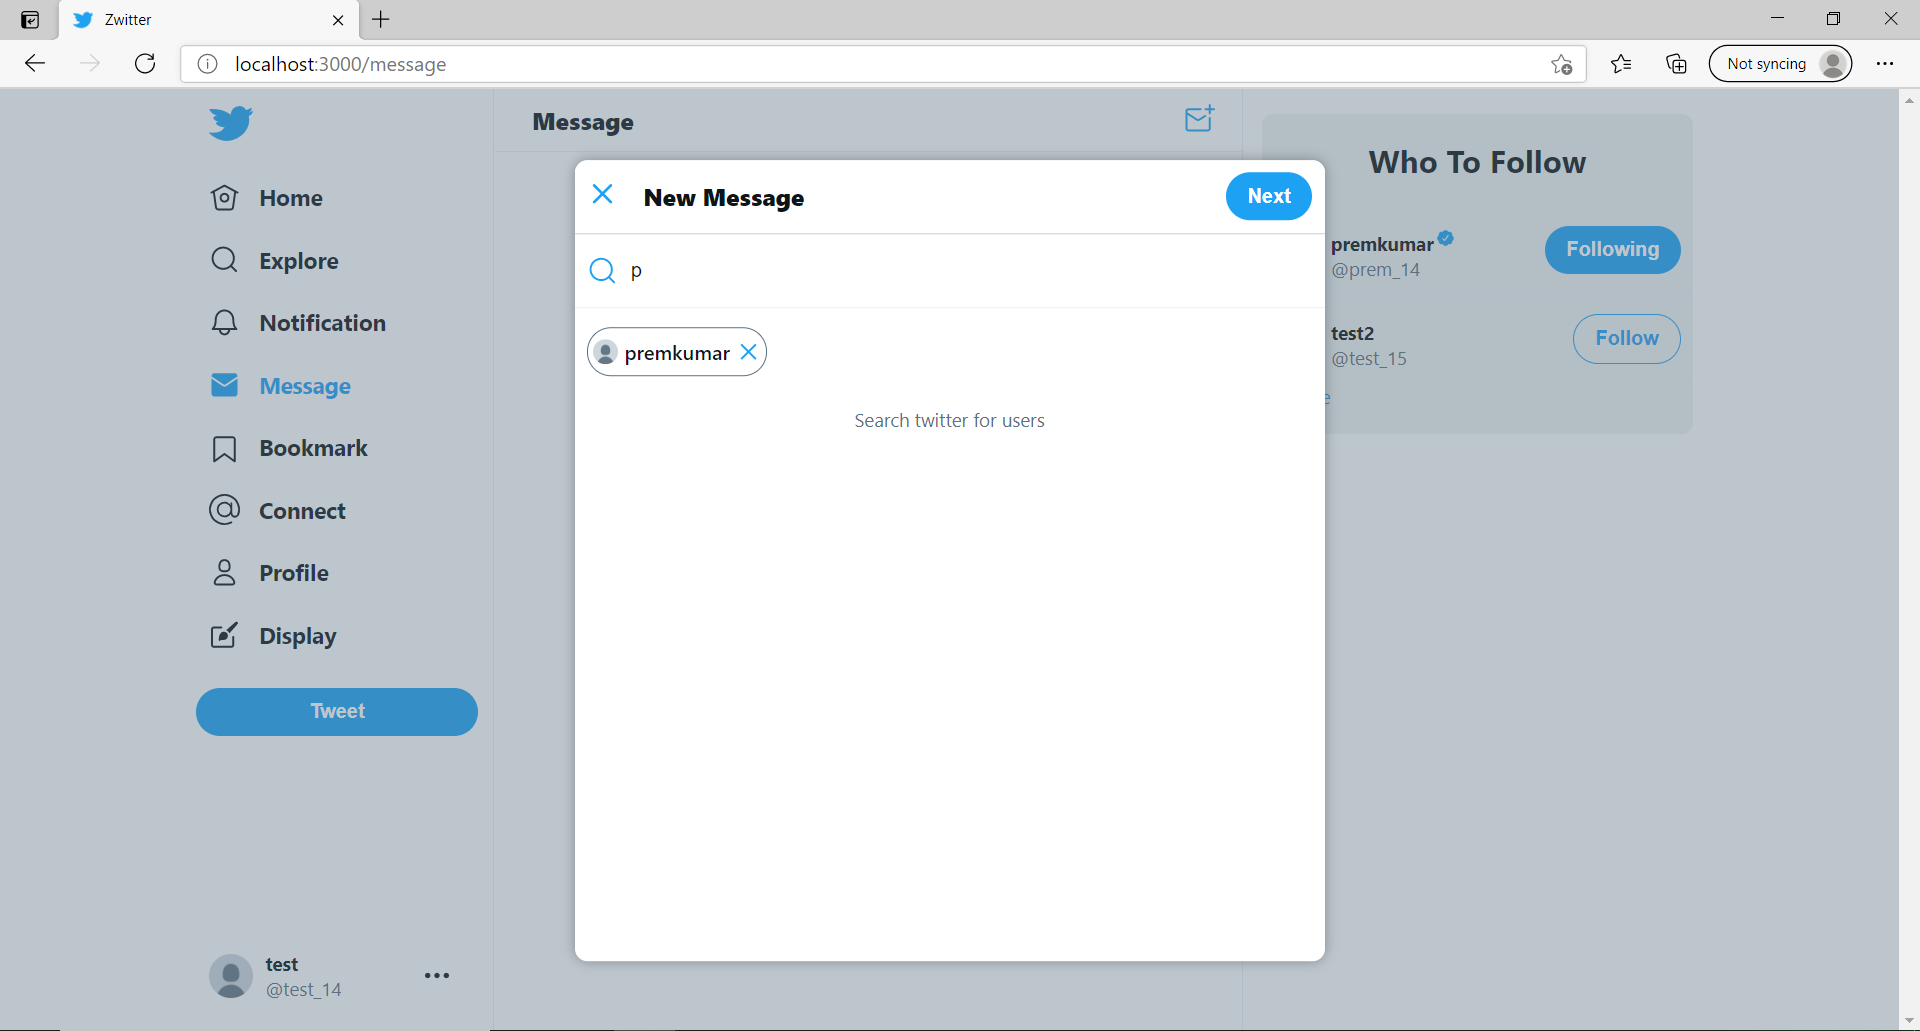 Zwitter
localhost:3000/message
Not syncing
Home
Explore
Notification
Message
Bookmark
Connect
Profile
Display
Tweet
test
@test_14
Message
New Message
Next
p
premkumar
Search twitter for users
Who To Follow
premkumar
@prem_14
Following
test2
@test_15
Follow
e